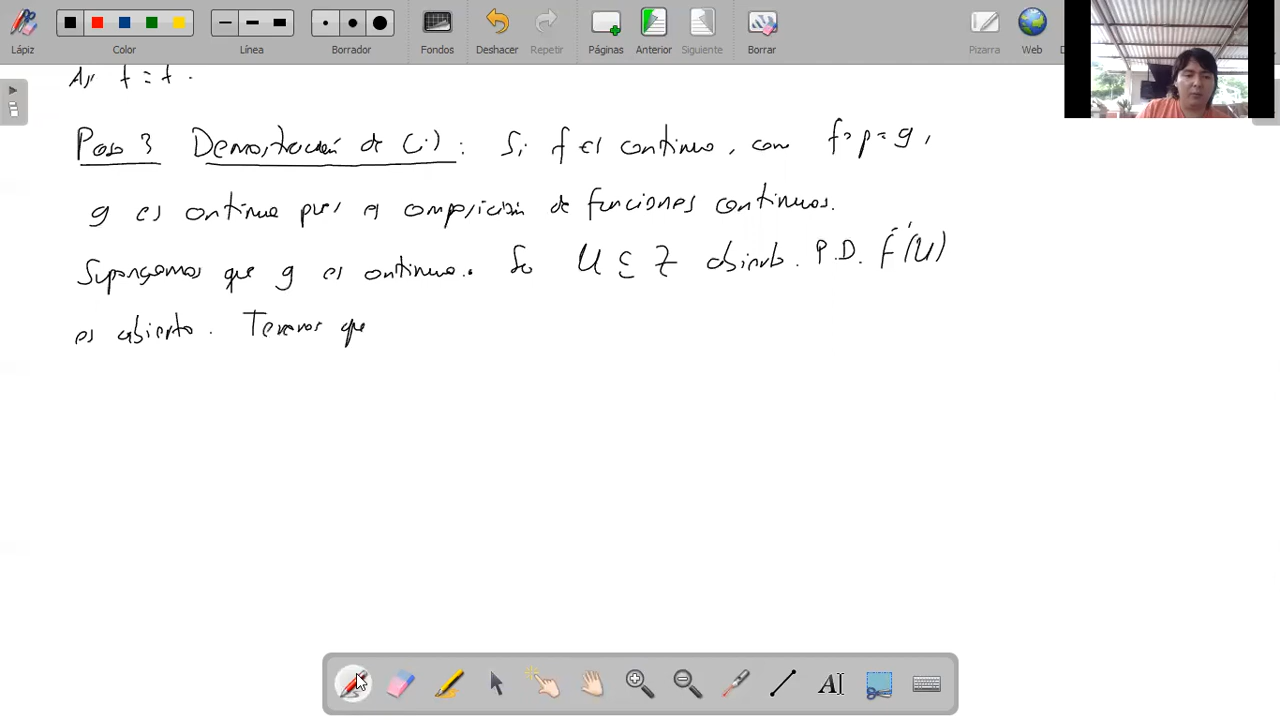 Lápiz Color Línea Borrador Fondos Deshacer Repetir Páginas Anterior Siguiente Borrar Pizarra Web
Así f = f.
Paso 3 Demostración de (i): Si f es continua, como f∘p = g,
g es continua pues es composición de funciones continuas.
Supongamos que g es continua. Sea U ⊆ Z abierto. P.D. f⁻¹(U)
es abierto. Tenemos que